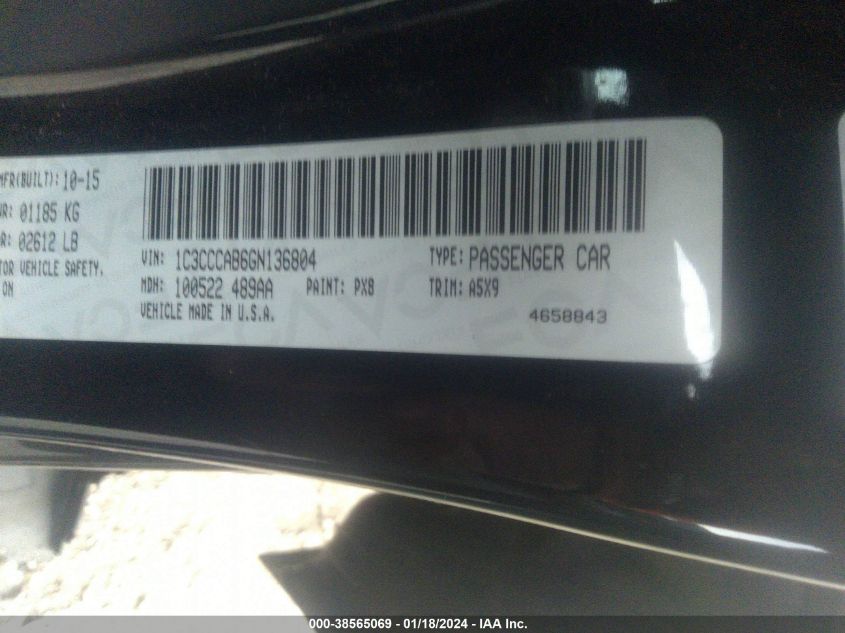 MFR(BUILT): 10-15
WR: 01185 KG
R: 02612 LB
TOR VEHICLE SAFETY.
ON
VIN: 1C3CCCAB6GN136804 TYPE: PASSENGER CAR
MDH: 100522 489AA PAINT: PX8 TRIM: A5X9
VEHICLE MADE IN U.S.A. 4658843
000-38565069 - 01/18/2024 - IAA Inc.